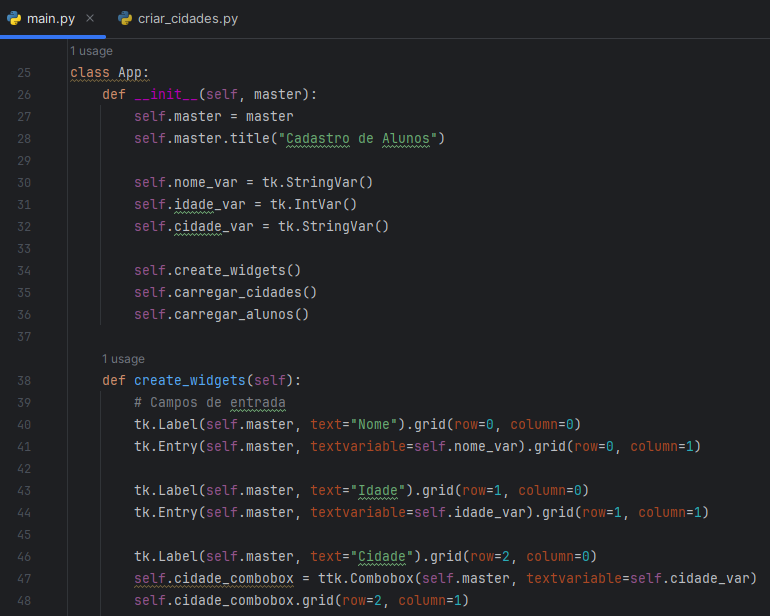 main.py × criar_cidades.py
1 usage
25 class App:
26 def __init__(self, master):
27 self.master = master
28 self.master.title("Cadastro de Alunos")
29
30 self.nome_var = tk.StringVar()
31 self.idade_var = tk.IntVar()
32 self.cidade_var = tk.StringVar()
33
34 self.create_widgets()
35 self.carregar_cidades()
36 self.carregar_alunos()
37
1 usage
38 def create_widgets(self):
39 # Campos de entrada
40 tk.Label(self.master, text="Nome").grid(row=0, column=0)
41 tk.Entry(self.master, textvariable=self.nome_var).grid(row=0, column=1)
42
43 tk.Label(self.master, text="Idade").grid(row=1, column=0)
44 tk.Entry(self.master, textvariable=self.idade_var).grid(row=1, column=1)
45
46 tk.Label(self.master, text="Cidade").grid(row=2, column=0)
47 self.cidade_combobox = ttk.Combobox(self.master, textvariable=self.cidade_var)
48 self.cidade_combobox.grid(row=2, column=1)